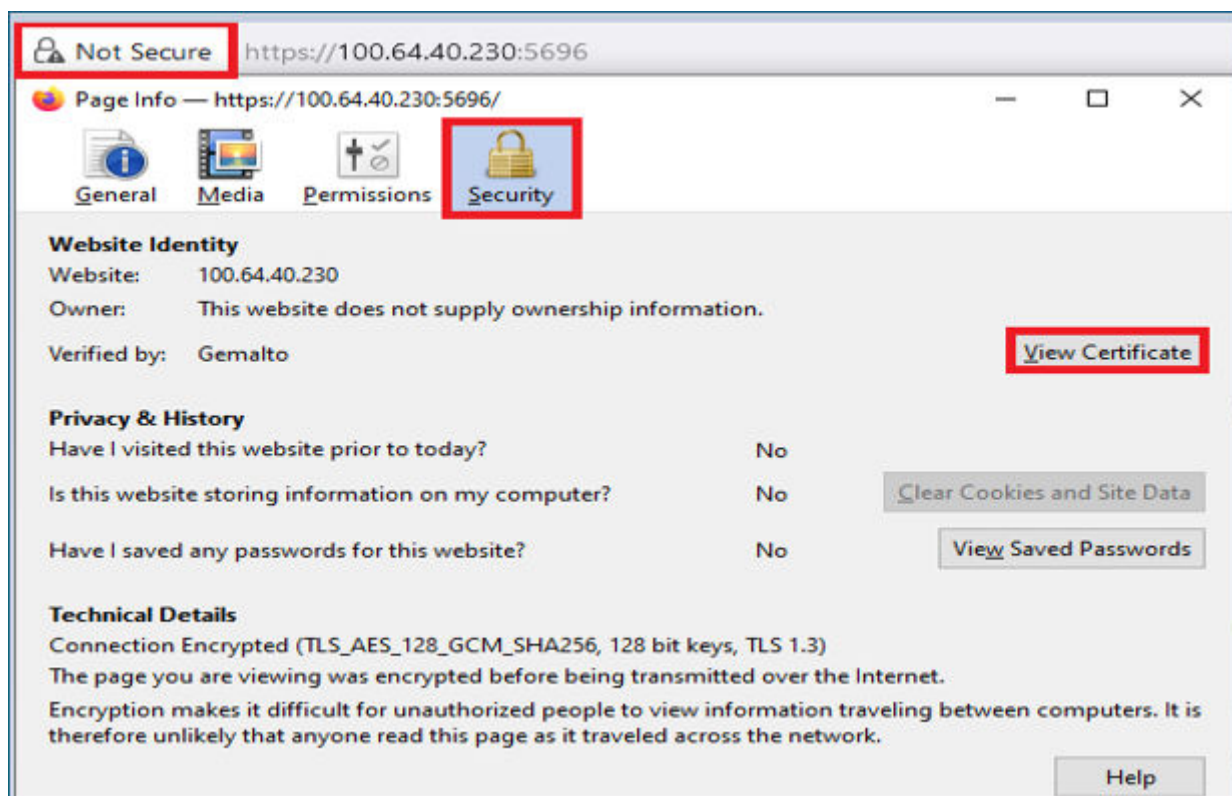 Not Secure https://100.64.40.230:5696
Page Info — https://100.64.40.230:5696/
General Media Permissions Security
Website Identity
Website: 100.64.40.230
Owner: This website does not supply ownership information.
Verified by: Gemalto View Certificate
Privacy & History
Have I visited this website prior to today? No
Is this website storing information on my computer? No Clear Cookies and Site Data
Have I saved any passwords for this website? No View Saved Passwords
Technical Details
Connection Encrypted (TLS_AES_128_GCM_SHA256, 128 bit keys, TLS 1.3)
The page you are viewing was encrypted before being transmitted over the Internet.
Encryption makes it difficult for unauthorized people to view information traveling between computers. It is
therefore unlikely that anyone read this page as it traveled across the network.
Help